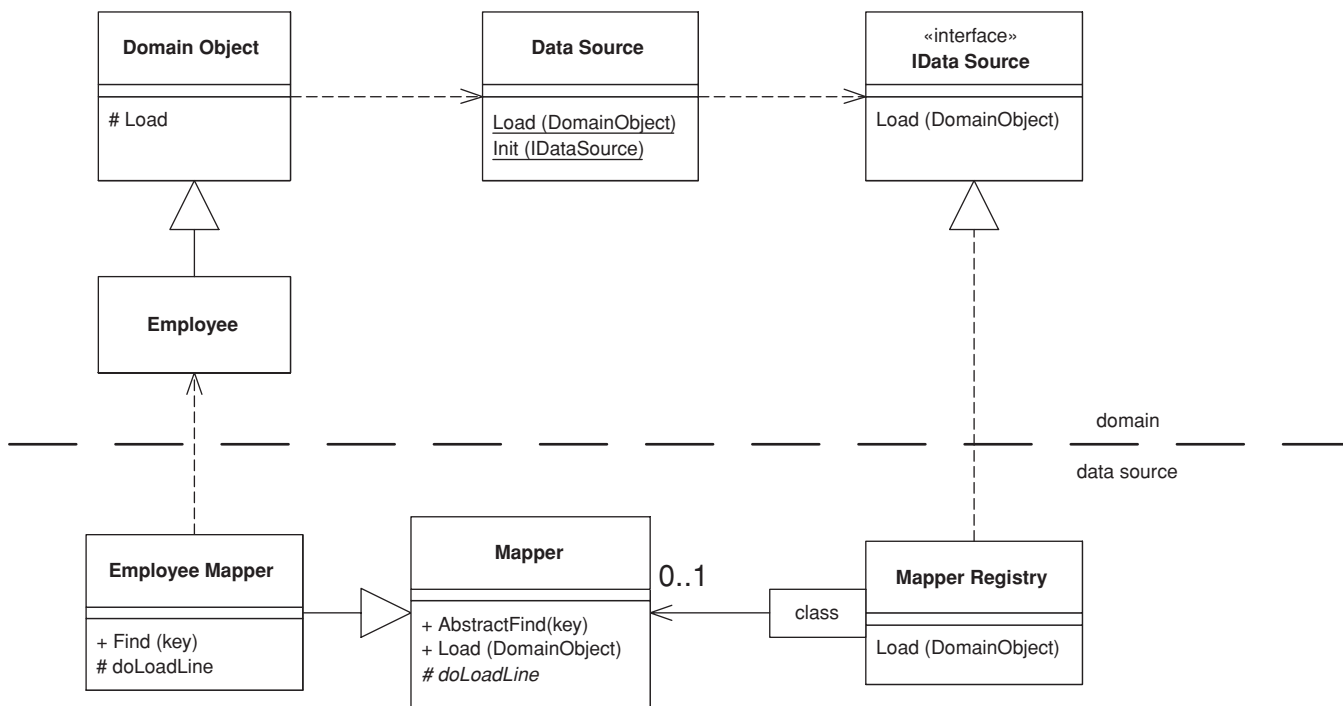 Domain Object
# Load
Data Source
Load (DomainObject)
Init (IDataSource)
«interface»
IData Source
Load (DomainObject)
Employee
domain
data source
Employee Mapper
+ Find (key)
# doLoadLine
Mapper
+ AbstractFind(key)
+ Load (DomainObject)
# doLoadLine
0..1
class
Mapper Registry
Load (DomainObject)